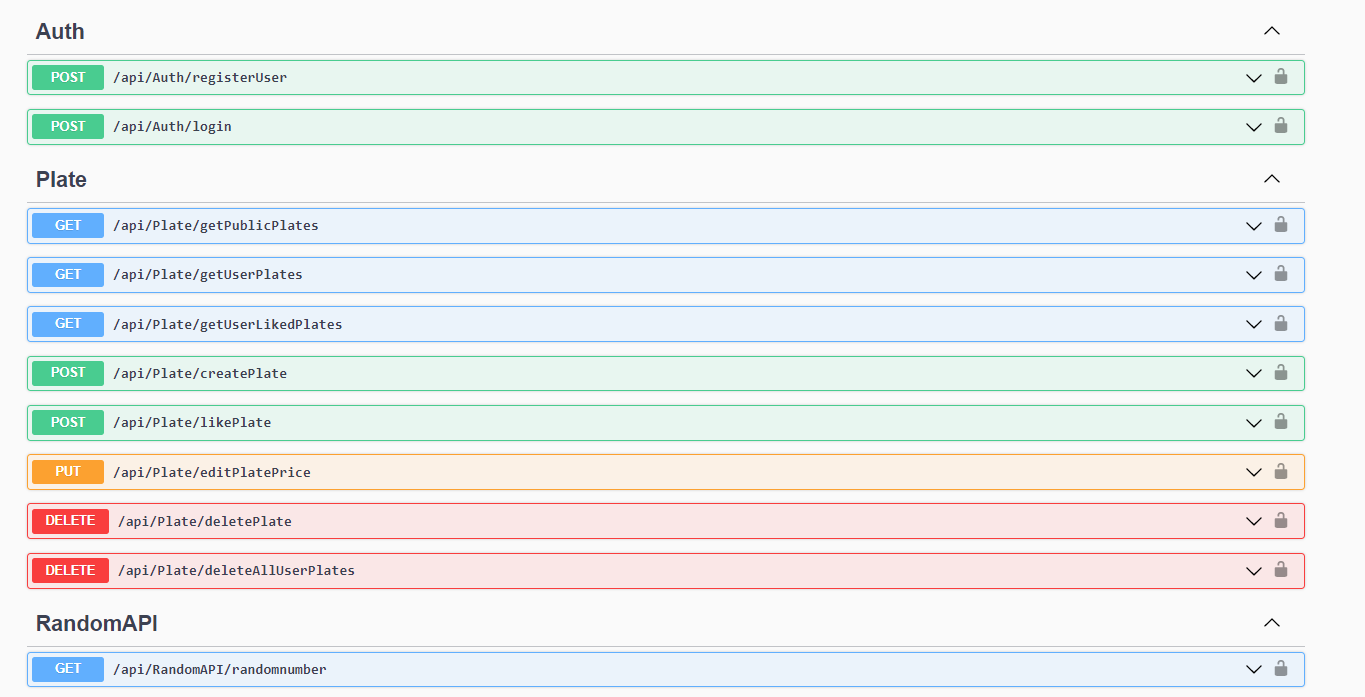 Auth
POST /api/Auth/registerUser
POST /api/Auth/login
Plate
GET /api/Plate/getPublicPlates
GET /api/Plate/getUserPlates
GET /api/Plate/getUserLikedPlates
POST /api/Plate/createPlate
POST /api/Plate/likePlate
PUT /api/Plate/editPlatePrice
DELETE /api/Plate/deletePlate
DELETE /api/Plate/deleteAllUserPlates
RandomAPI
GET /api/RandomAPI/randomnumber